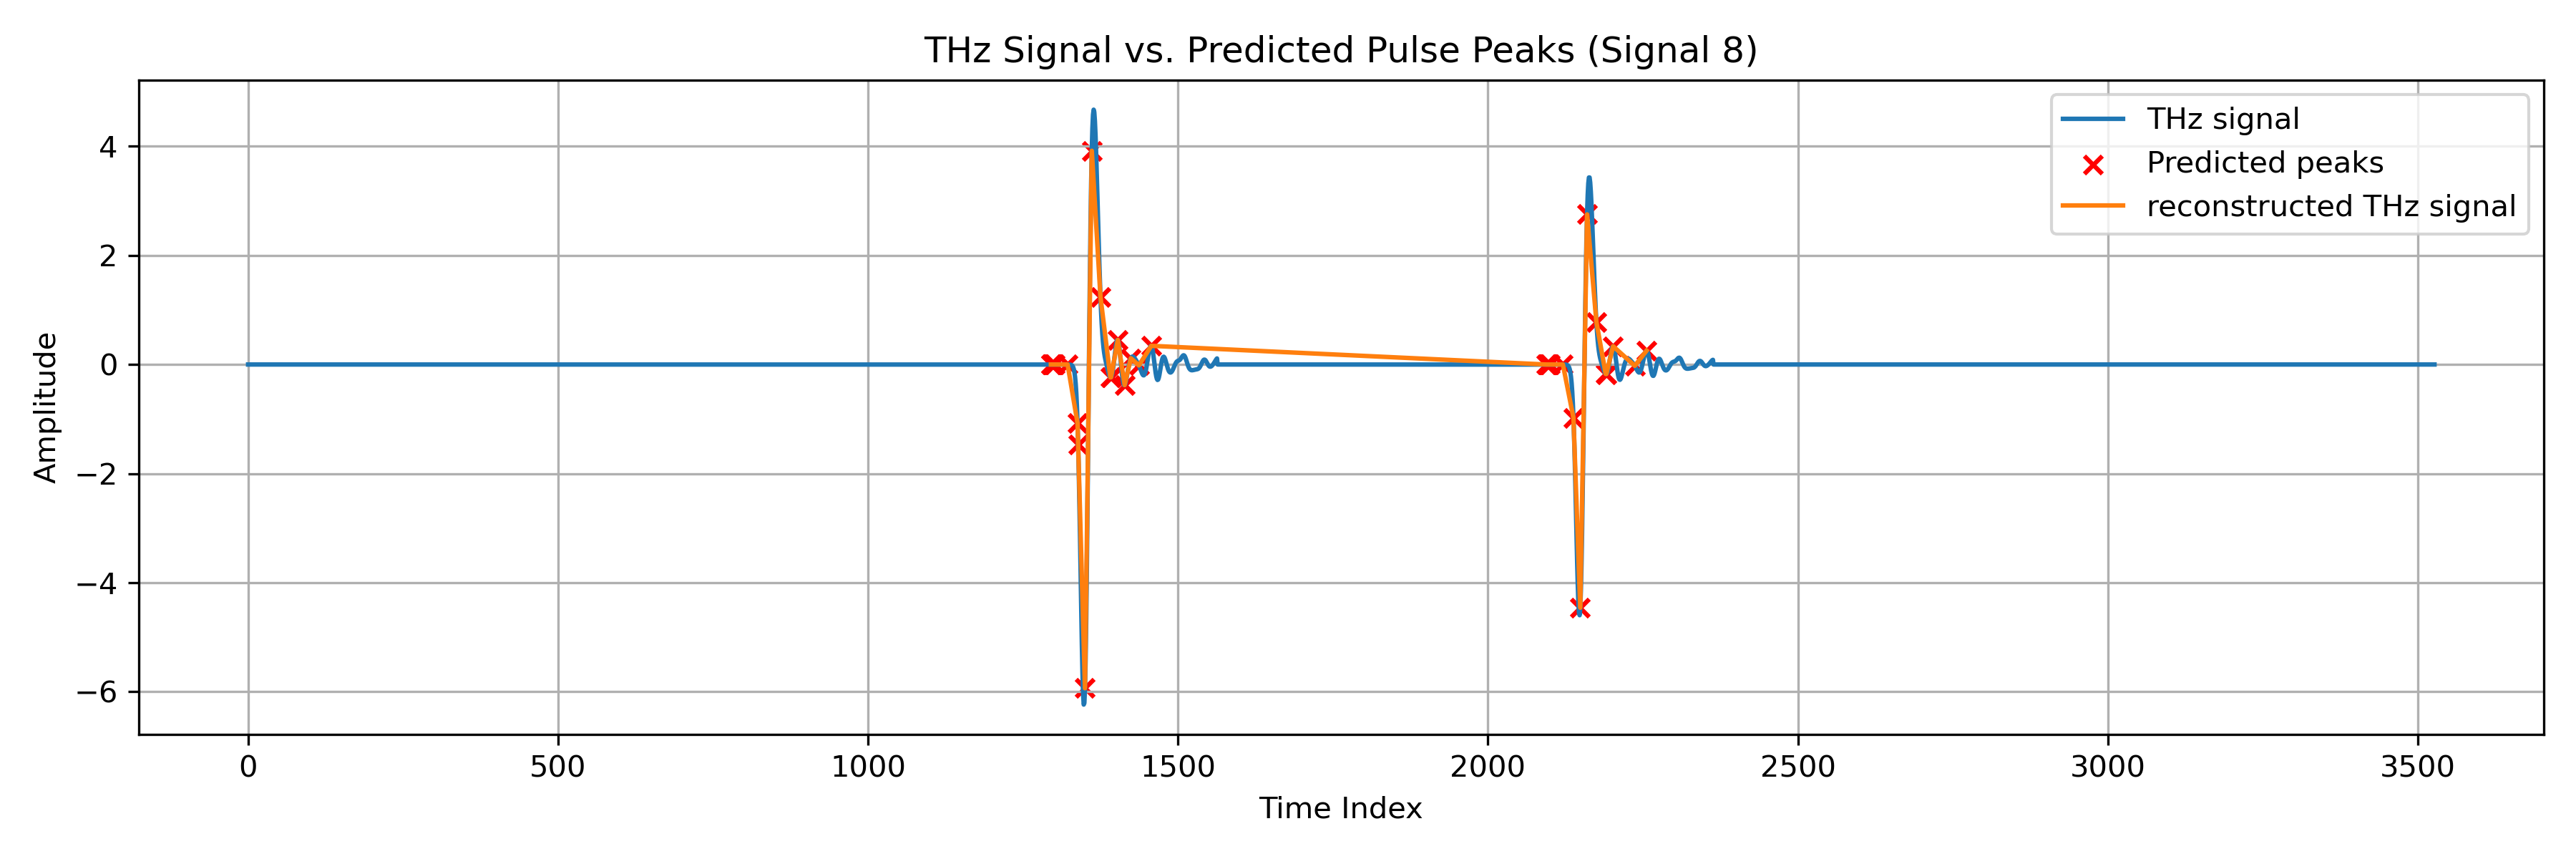 THz Signal vs. Predicted Pulse Peaks (Signal 8)
THz signal
Predicted peaks
reconstructed THz signal
Amplitude
4
2
0
−2
−4
−6
0 500 1000 1500 2000 2500 3000 3500
Time Index